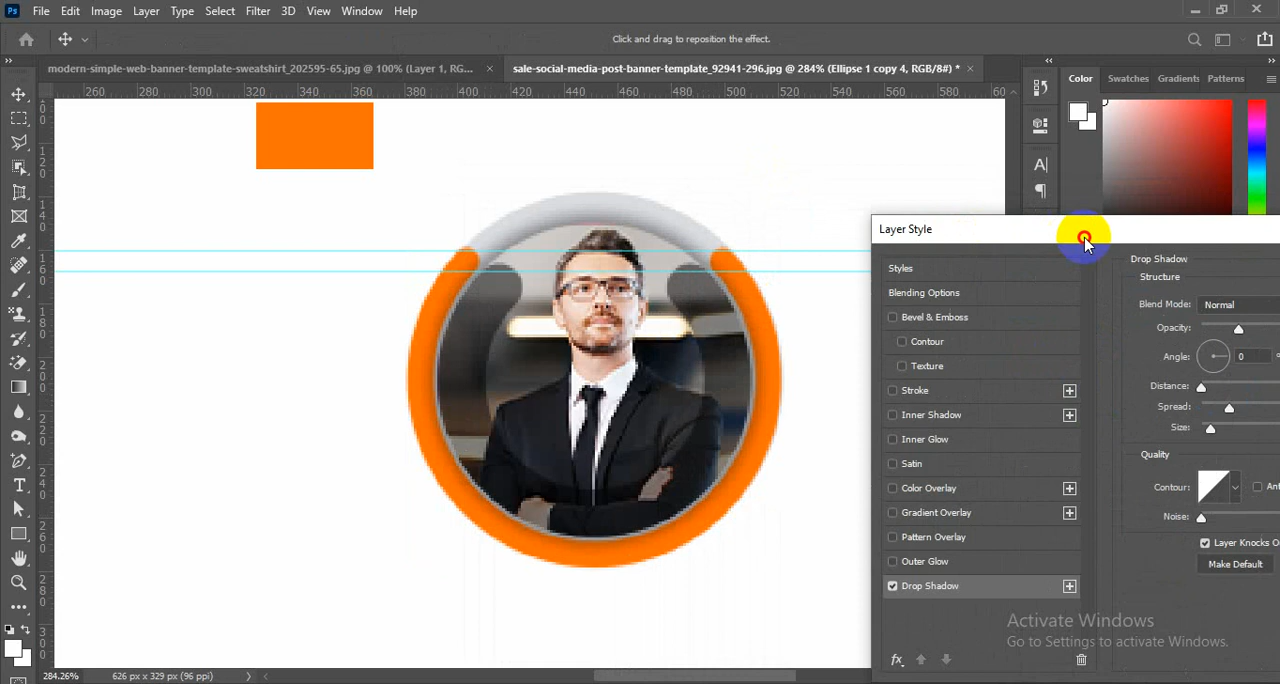 Ps File Edit Image Layer Type Select Filter 3D View Window Help
Click and drag to reposition the effect.
modern-simple-web-banner-template-sweatshirt_202595-65.jpg @ 100% (Layer 1, RG... ×
sale-social-media-post-banner-template_92941-296.jpg @ 284% (Ellipse 1 copy 4, RGB/8#) * ×
Color Swatches Gradients Patterns
260 280 300 320 340 360 380 400 420 440 460 480 500 520 540 560 580 60
Layer Style
Styles
Blending Options
Bevel & Emboss
Contour
Texture
Stroke
Inner Shadow
Inner Glow
Satin
Color Overlay
Gradient Overlay
Pattern Overlay
Outer Glow
Drop Shadow
fx
Drop Shadow
Structure
Blend Mode: Normal
Opacity:
Angle: 0 °
Distance:
Spread:
Size:
Quality
Contour: Ant
Noise:
Layer Knocks O
Make Default
Activate Windows
Go to Settings to activate Windows.
284.26% 626 px x 329 px (96 ppi)